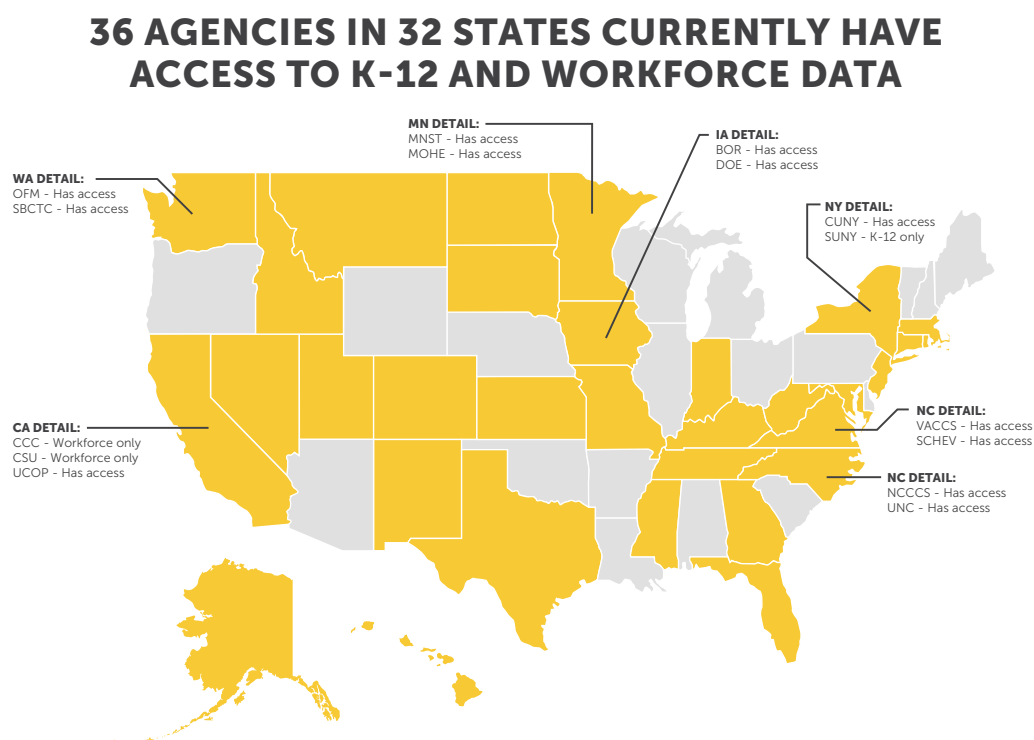 36 AGENCIES IN 32 STATES CURRENTLY HAVE
ACCESS TO K-12 AND WORKFORCE DATA
MN DETAIL:
MNST - Has access
MOHE - Has access
IA DETAIL:
BOR - Has access
DOE - Has access
WA DETAIL:
OFM - Has access
SBCTC - Has access
NY DETAIL:
CUNY - Has access
SUNY - K-12 only
CA DETAIL:
CCC - Workforce only
CSU - Workforce only
UCOP - Has access
NC DETAIL:
VACCS - Has access
SCHEV - Has access
NC DETAIL:
NCCCS - Has access
UNC - Has access